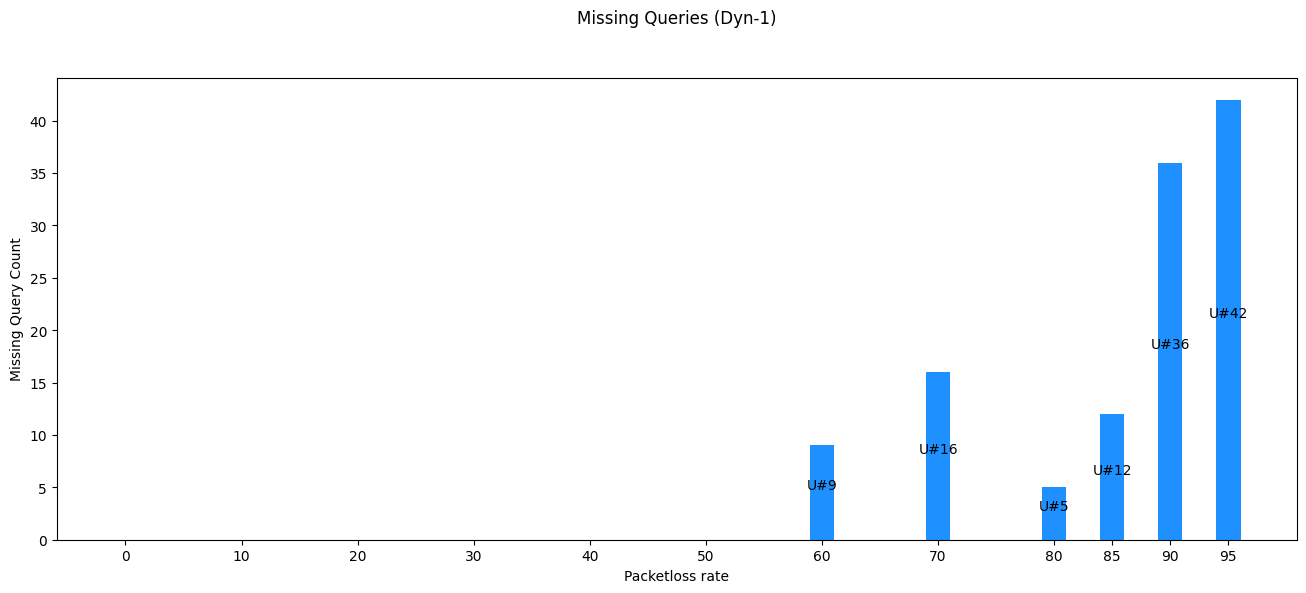 Missing Queries (Dyn-1)
Missing Query Count
40
35
30
25
20
15
10
5
0
U#9
U#16
U#5
U#12
U#36
U#42
0 10 20 30 40 50 60 70 80 85 90 95
Packetloss rate